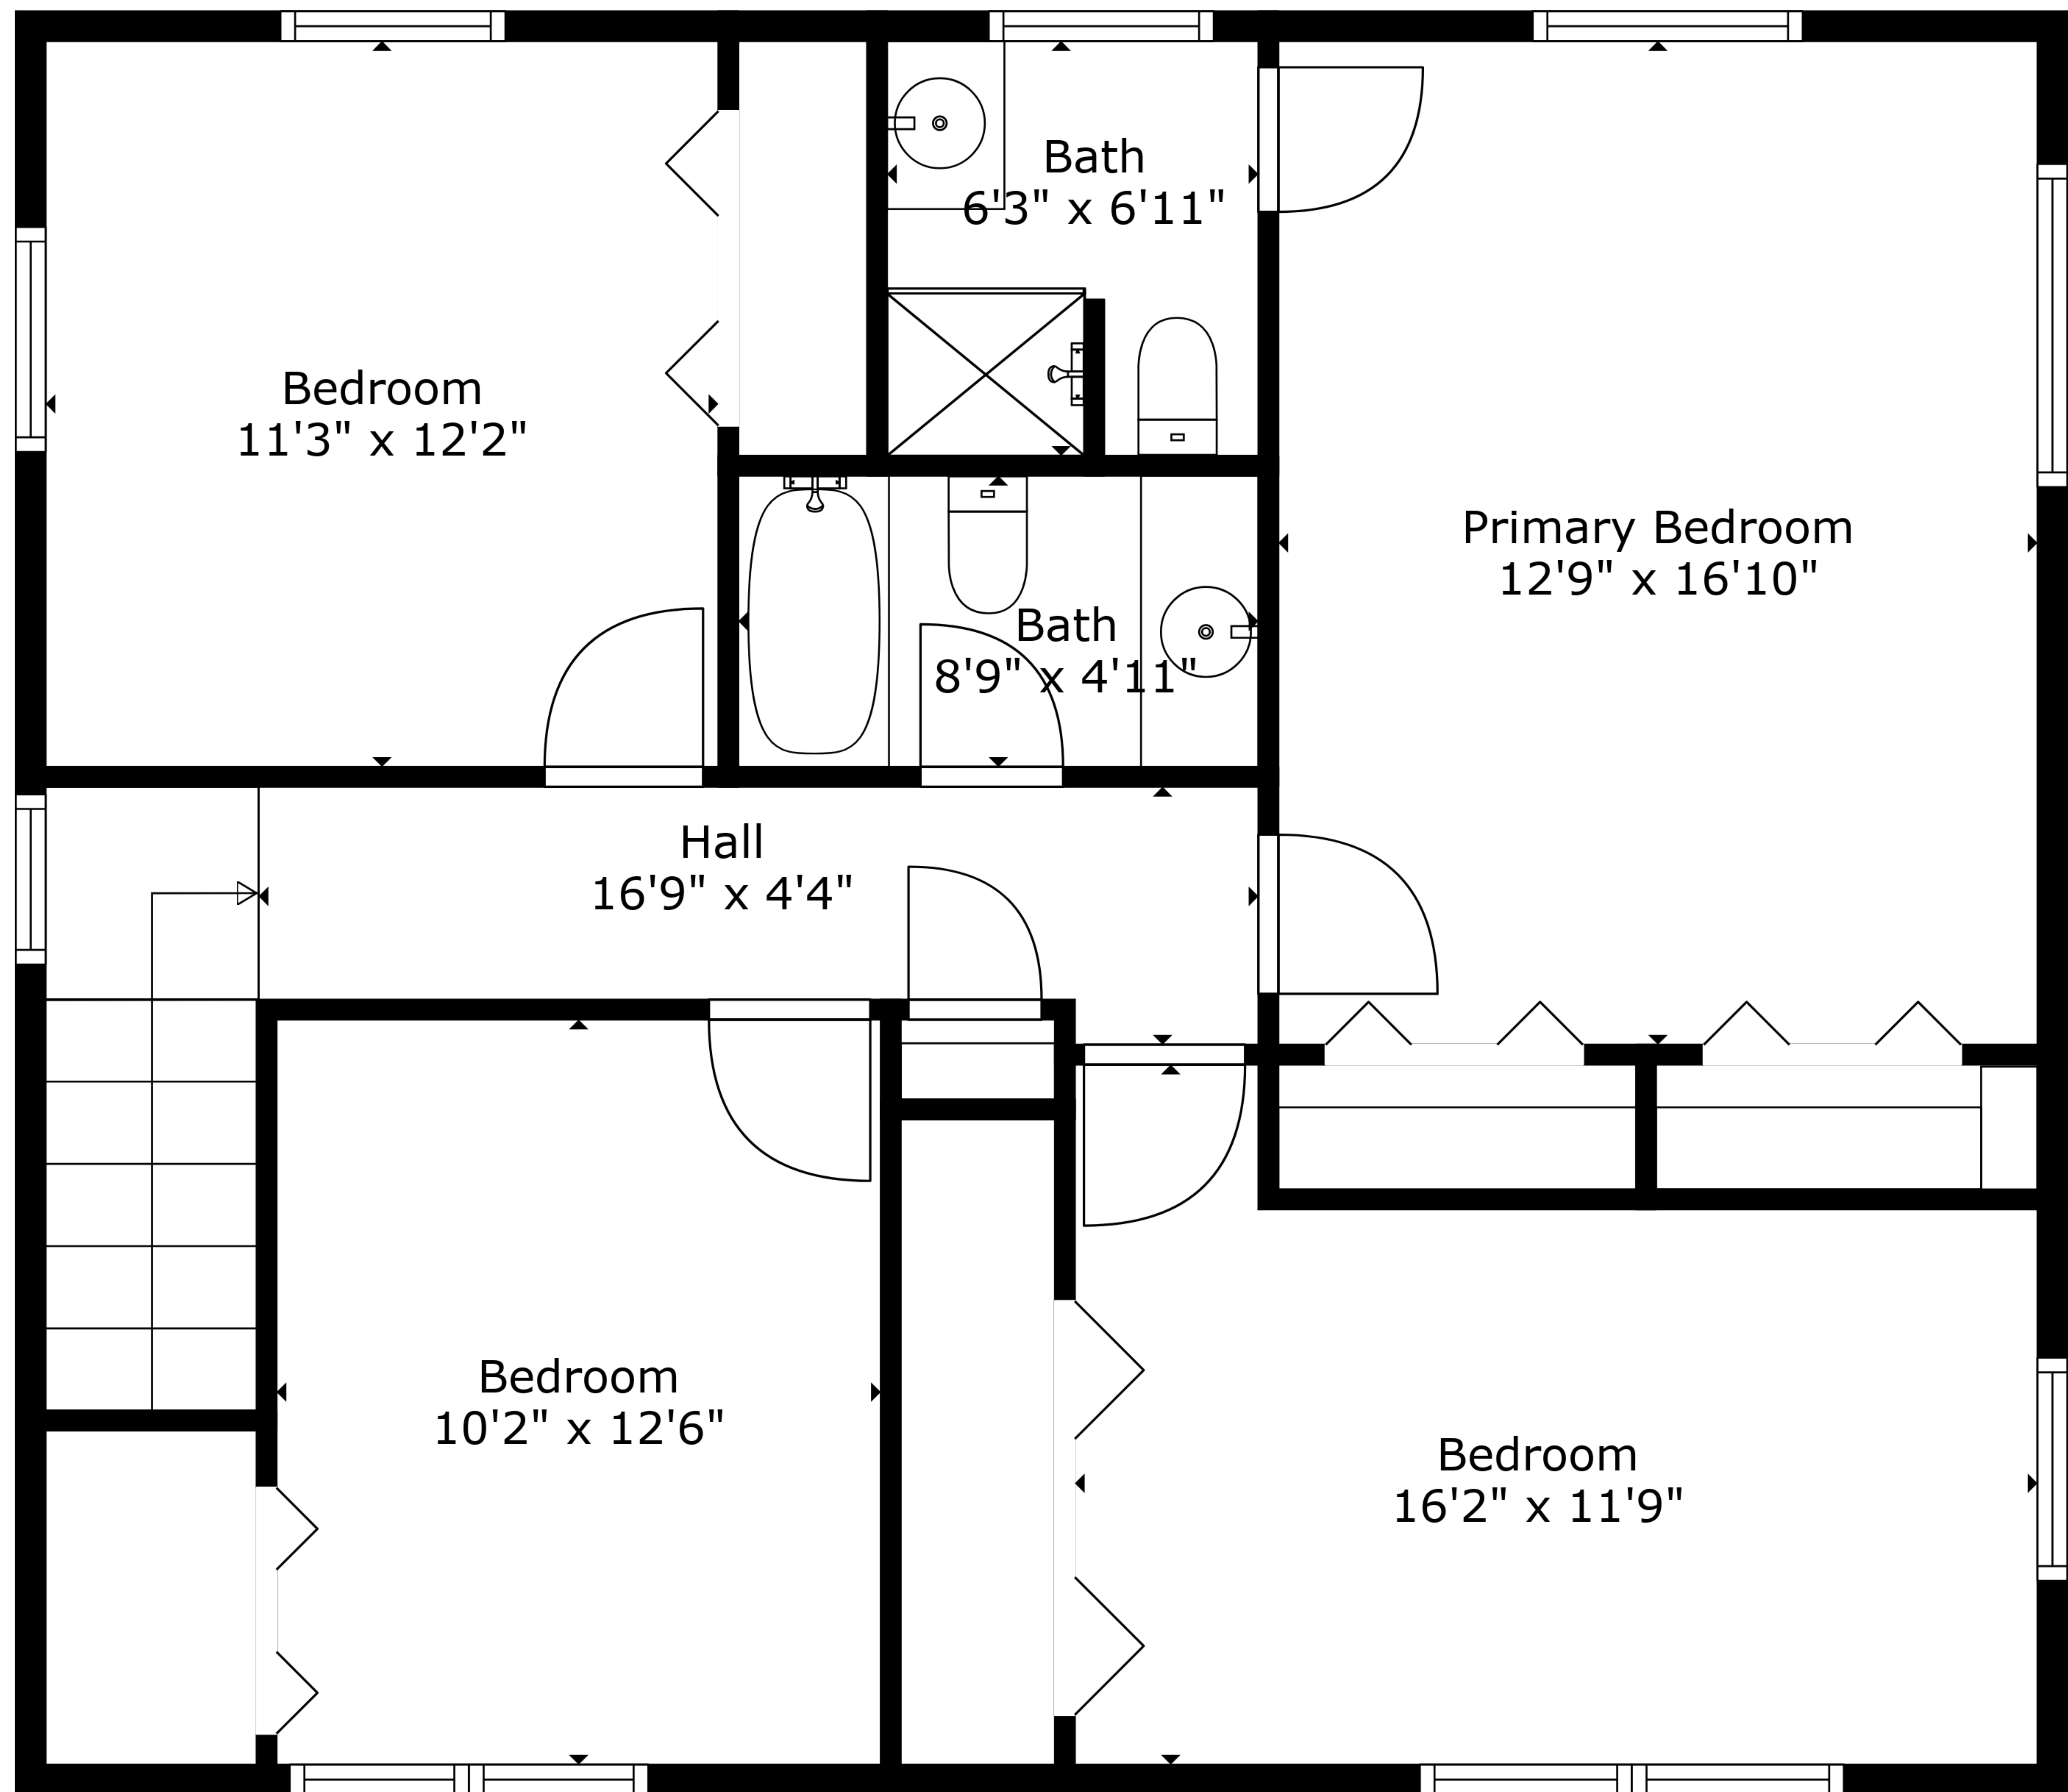 Bath
6'3" x 6'11"
Bedroom
11'3" x 12'2"
Primary Bedroom
12'9" x 16'10"
Bath
8'9" x 4'11"
Hall
16'9" x 4'4"
Bedroom
10'2" x 12'6"
Bedroom
16'2" x 11'9"